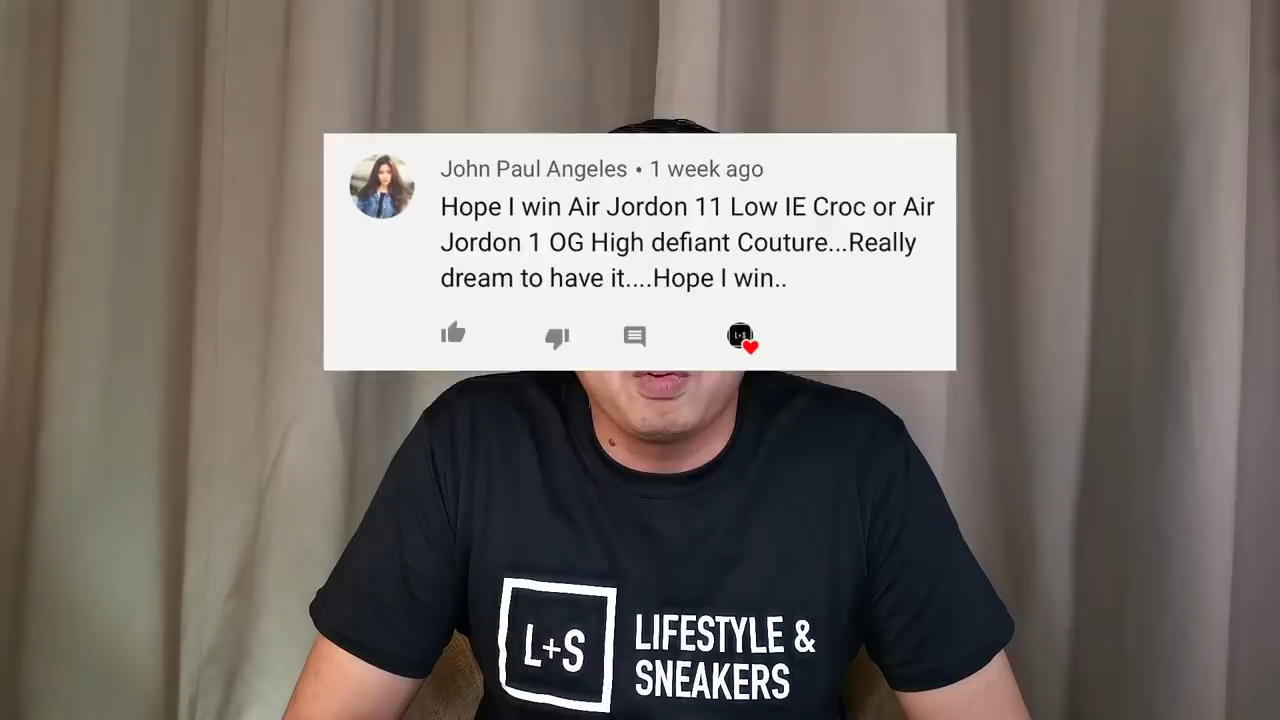 John Paul Angeles • 1 week ago
Hope I win Air Jordon 11 Low IE Croc or Air
Jordon 1 OG High defiant Couture...Really
dream to have it....Hope I win..
L+S
L+S
LIFESTYLE &
SNEAKERS